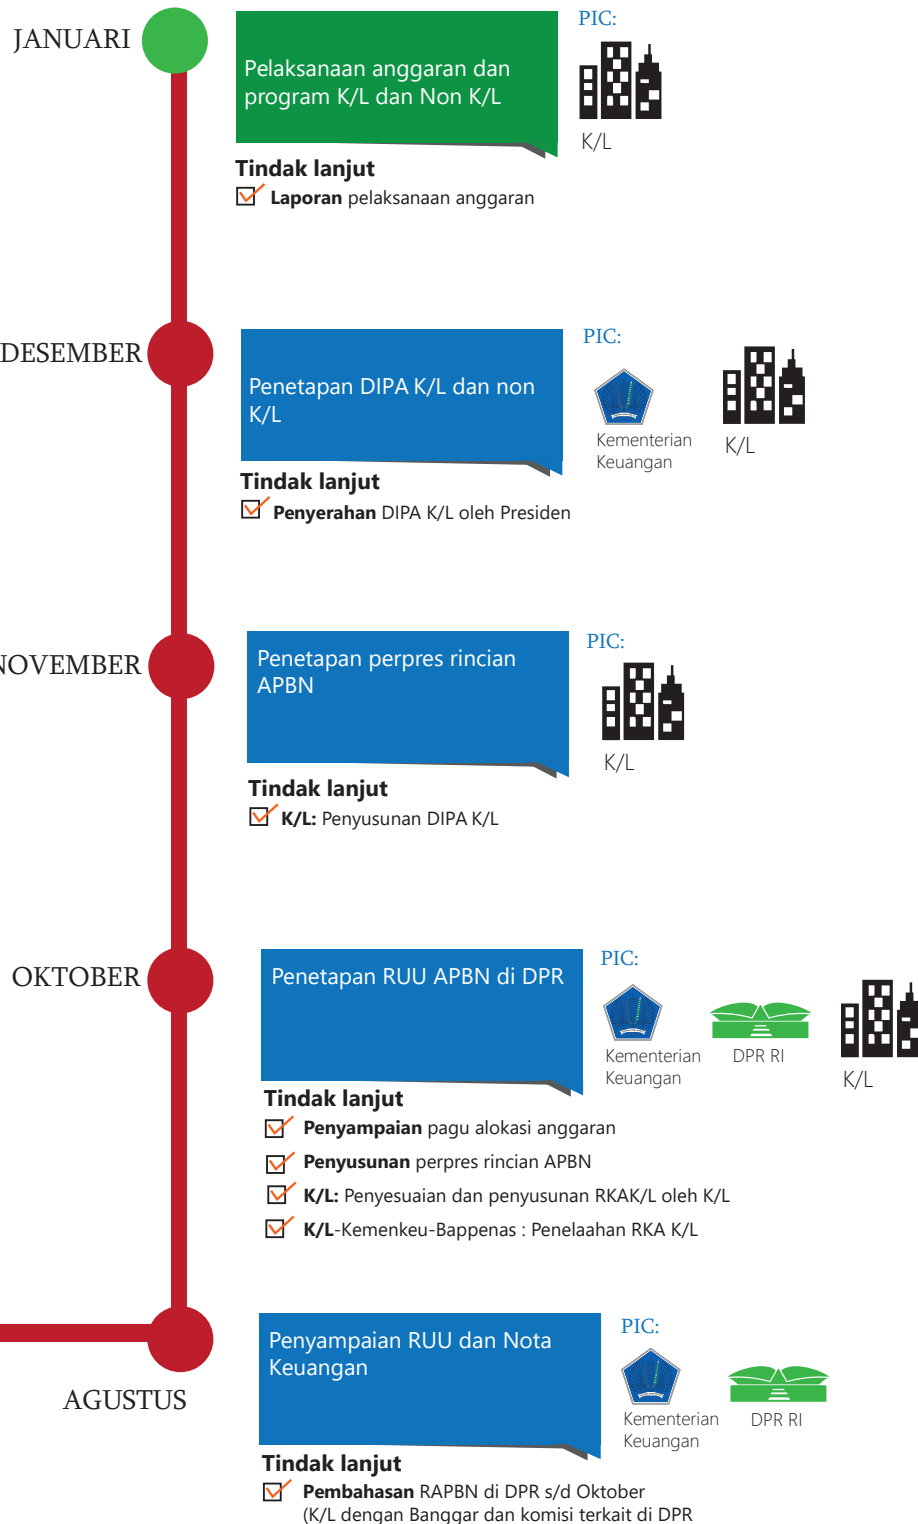 JANUARI
Pelaksanaan anggaran dan
program K/L dan Non K/L
PIC:
K/L
Tindak lanjut
Laporan pelaksanaan anggaran
DESEMBER
Penetapan DIPA K/L dan non
K/L
PIC:
Kementerian
Keuangan
K/L
Tindak lanjut
Penyerahan DIPA K/L oleh Presiden
NOVEMBER
Penetapan perpres rincian
APBN
PIC:
K/L
Tindak lanjut
K/L: Penyusunan DIPA K/L
OKTOBER
Penetapan RUU APBN di DPR
PIC:
Kementerian
Keuangan
DPR RI
K/L
Tindak lanjut
Penyampaian pagu alokasi anggaran
Penyusunan perpres rincian APBN
K/L: Penyesuaian dan penyusunan RKAK/L oleh K/L
K/L-Kemenkeu-Bappenas : Penelaahan RKA K/L
AGUSTUS
Penyampaian RUU dan Nota
Keuangan
PIC:
Kementerian
Keuangan
DPR RI
Tindak lanjut
Pembahasan RAPBN di DPR s/d Oktober
(K/L dengan Banggar dan komisi terkait di DPR